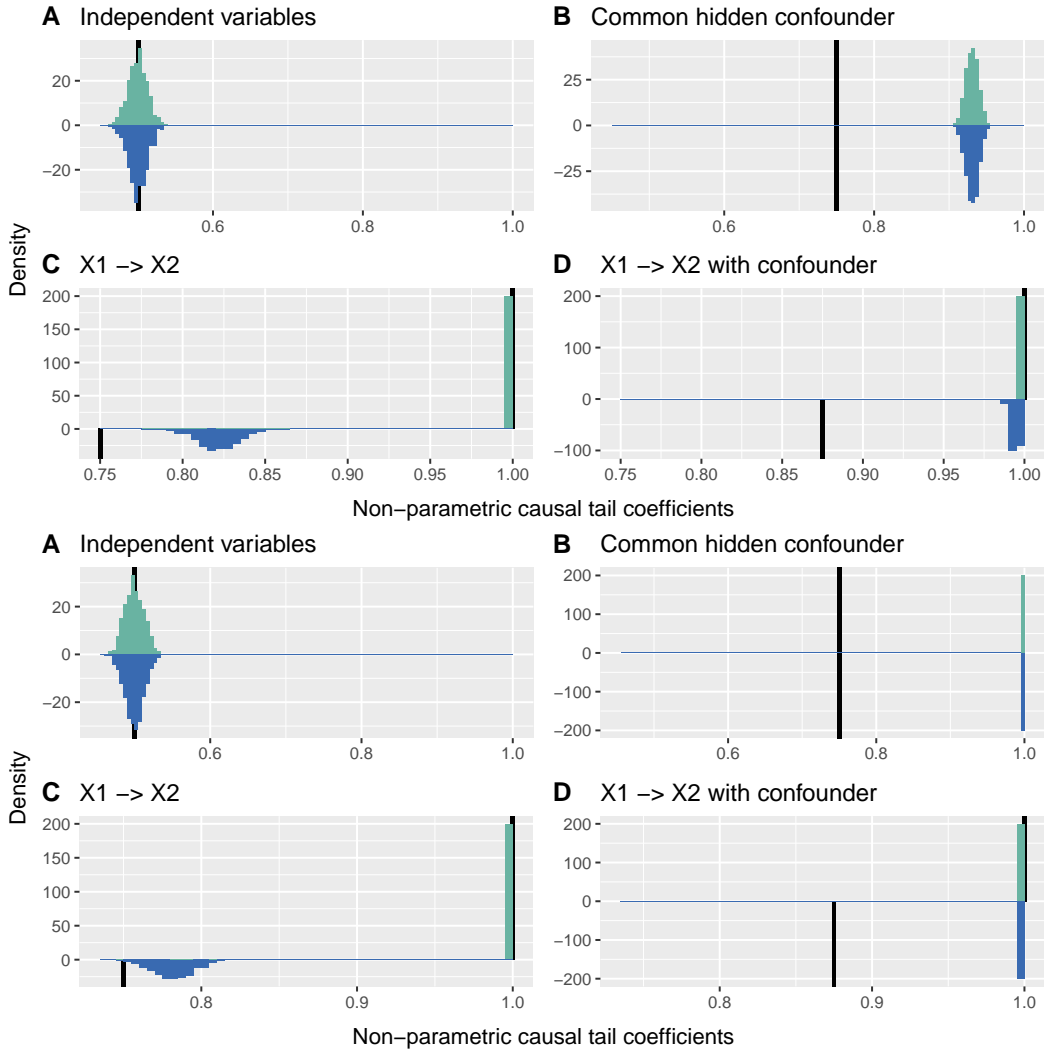 A Independent variables
B Common hidden confounder
20
0
−20
0.6 0.8 1.0
25
0
−25
0.6 0.8 1.0
Density
C X1 −> X2
D X1 −> X2 with confounder
200
150
100
50
0
0.75 0.80 0.85 0.90 0.95 1.00
200
100
0
−100
0.75 0.80 0.85 0.90 0.95 1.00
Non−parametric causal tail coefficients
A Independent variables
B Common hidden confounder
20
0
−20
0.6 0.8 1.0
200
100
0
−100
−200
0.6 0.8 1.0
Density
C X1 −> X2
D X1 −> X2 with confounder
200
150
100
50
0
0.8 0.9 1.0
200
100
0
−100
−200
0.8 0.9 1.0
Non−parametric causal tail coefficients